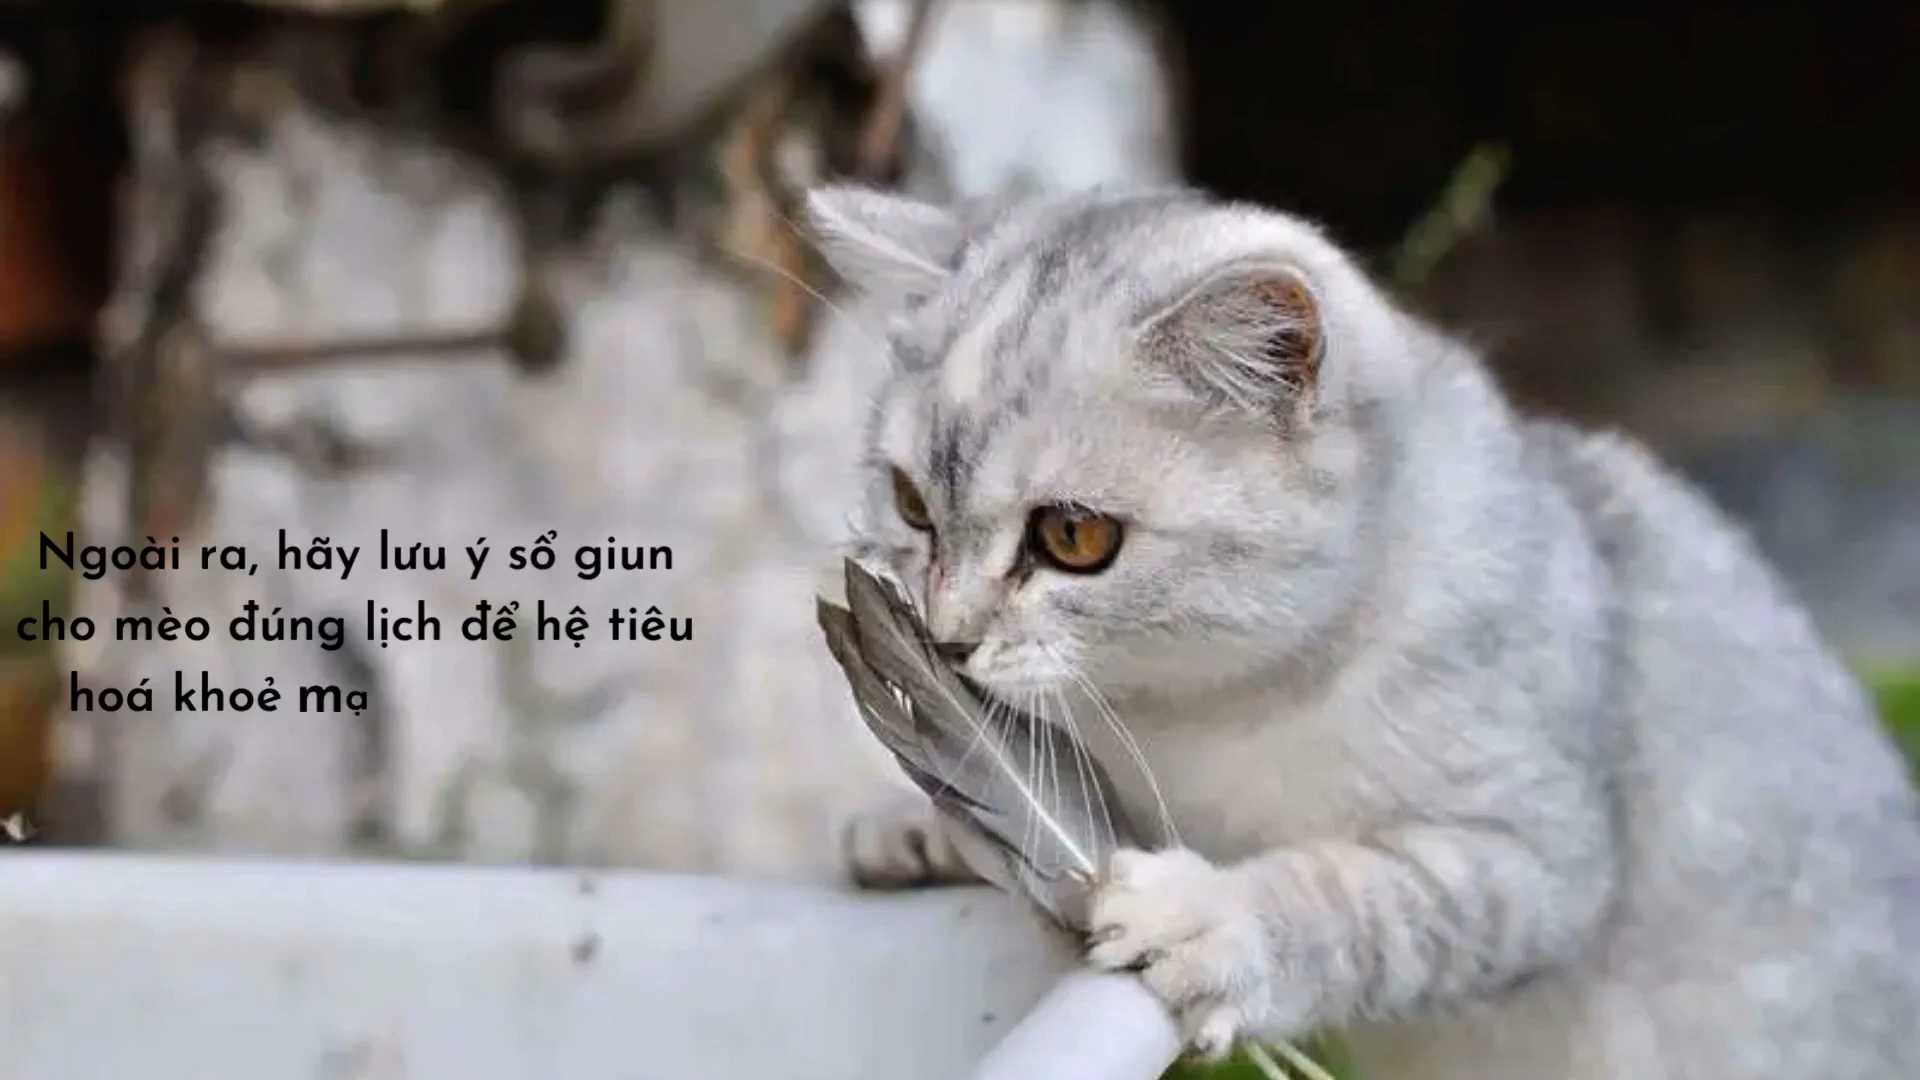 Ngoài ra, hãy lưu ý sổ giun
cho mèo đúng lịch để hệ tiêu
hoá khoẻ mạ